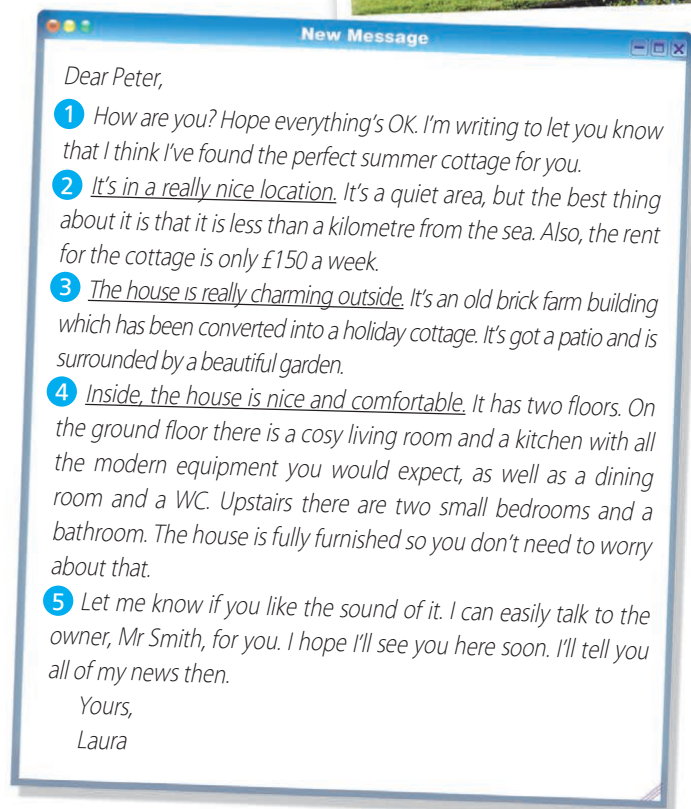 New Message
Dear Peter,
1 How are you? Hope everything's OK. I'm writing to let you know
that I think I've found the perfect summer cottage for you.
2 It's in a really nice location. It's a quiet area, but the best thing
about it is that it is less than a kilometre from the sea. Also, the rent
for the cottage is only £150 a week.
3 The house is really charming outside. It's an old brick farm building
which has been converted into a holiday cottage. It's got a patio and is
surrounded by a beautiful garden.
4 Inside, the house is nice and comfortable. It has two floors. On
the ground floor there is a cosy living room and a kitchen with all
the modern equipment you would expect, as well as a dining
room and a WC. Upstairs there are two small bedrooms and a
bathroom. The house is fully furnished so you don't need to worry
about that.
5 Let me know if you like the sound of it. I can easily talk to the
owner, Mr Smith, for you. I hope I'll see you here soon. I'll tell you
all of my news then.
Yours,
Laura